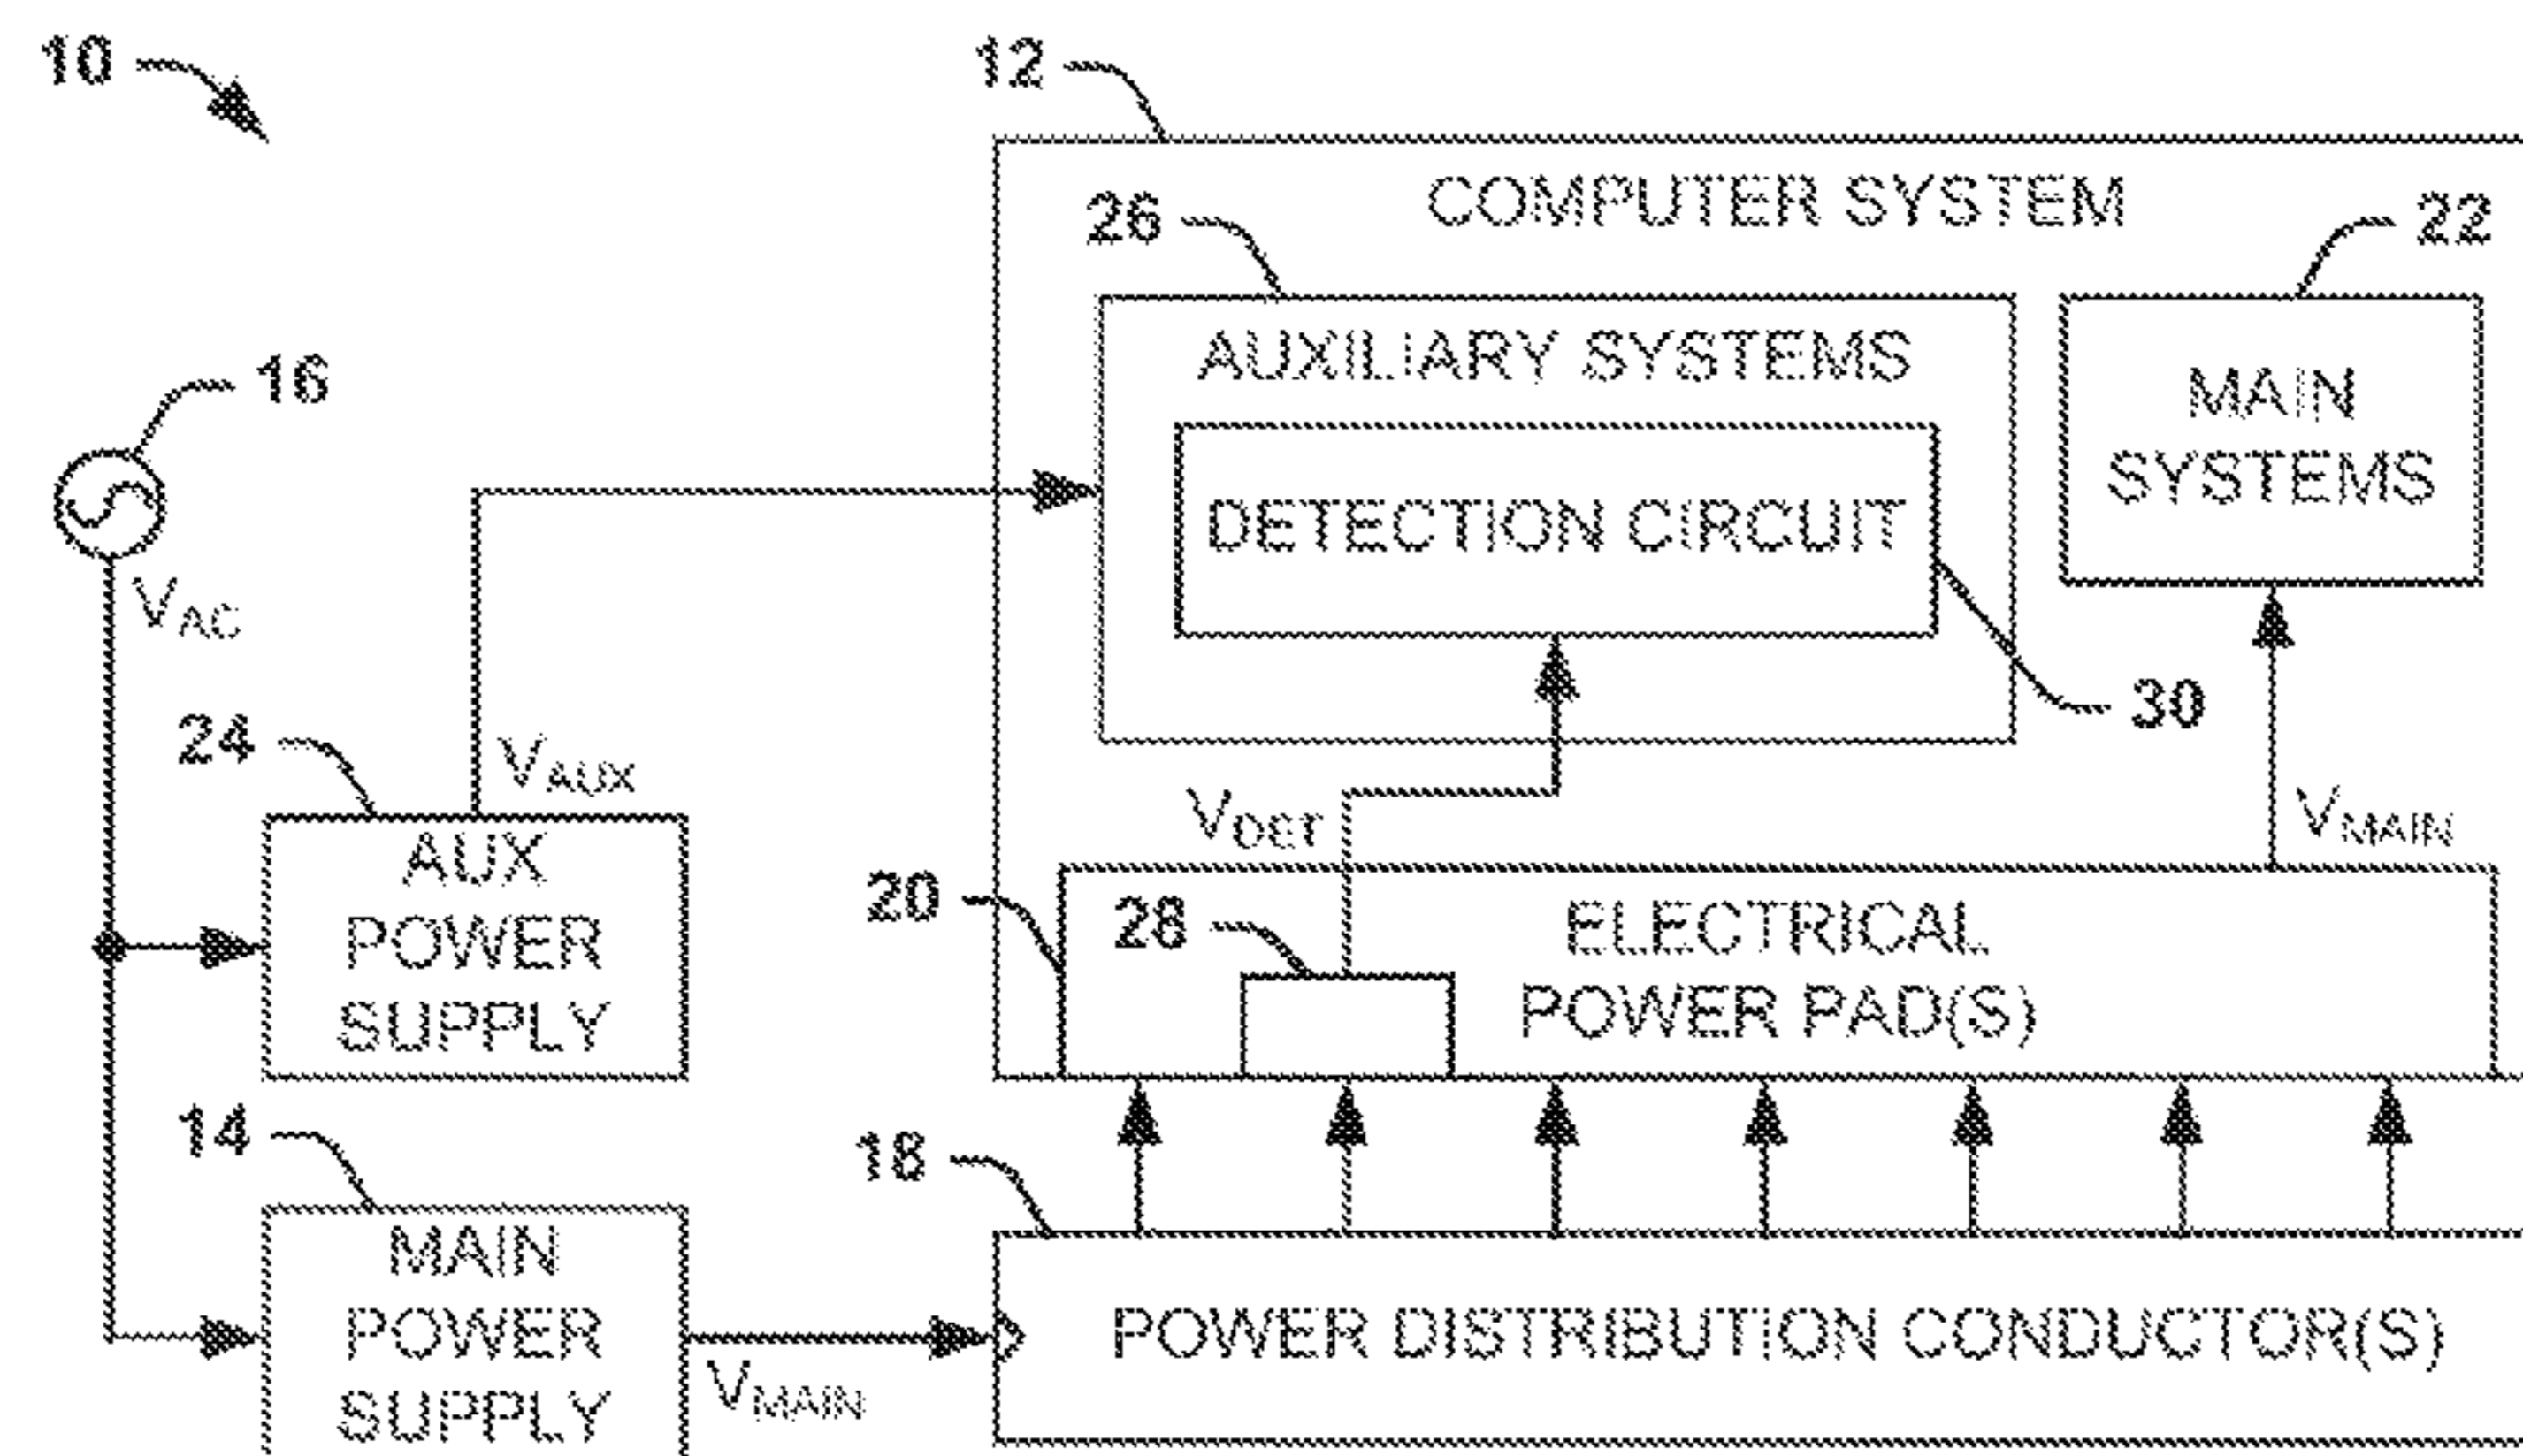 10
12
COMPUTER SYSTEM
26
22
AUXILIARY SYSTEMS
MAIN
SYSTEMS
16
DETECTION CIRCUIT
VAC
30
24
VAUX
VDET
VMAIN
AUX
POWER
SUPPLY
20
28
ELECTRICAL
POWER PAD(S)
14
18
MAIN
POWER
SUPPLY
VMAIN
POWER DISTRIBUTION CONDUCTOR(S)